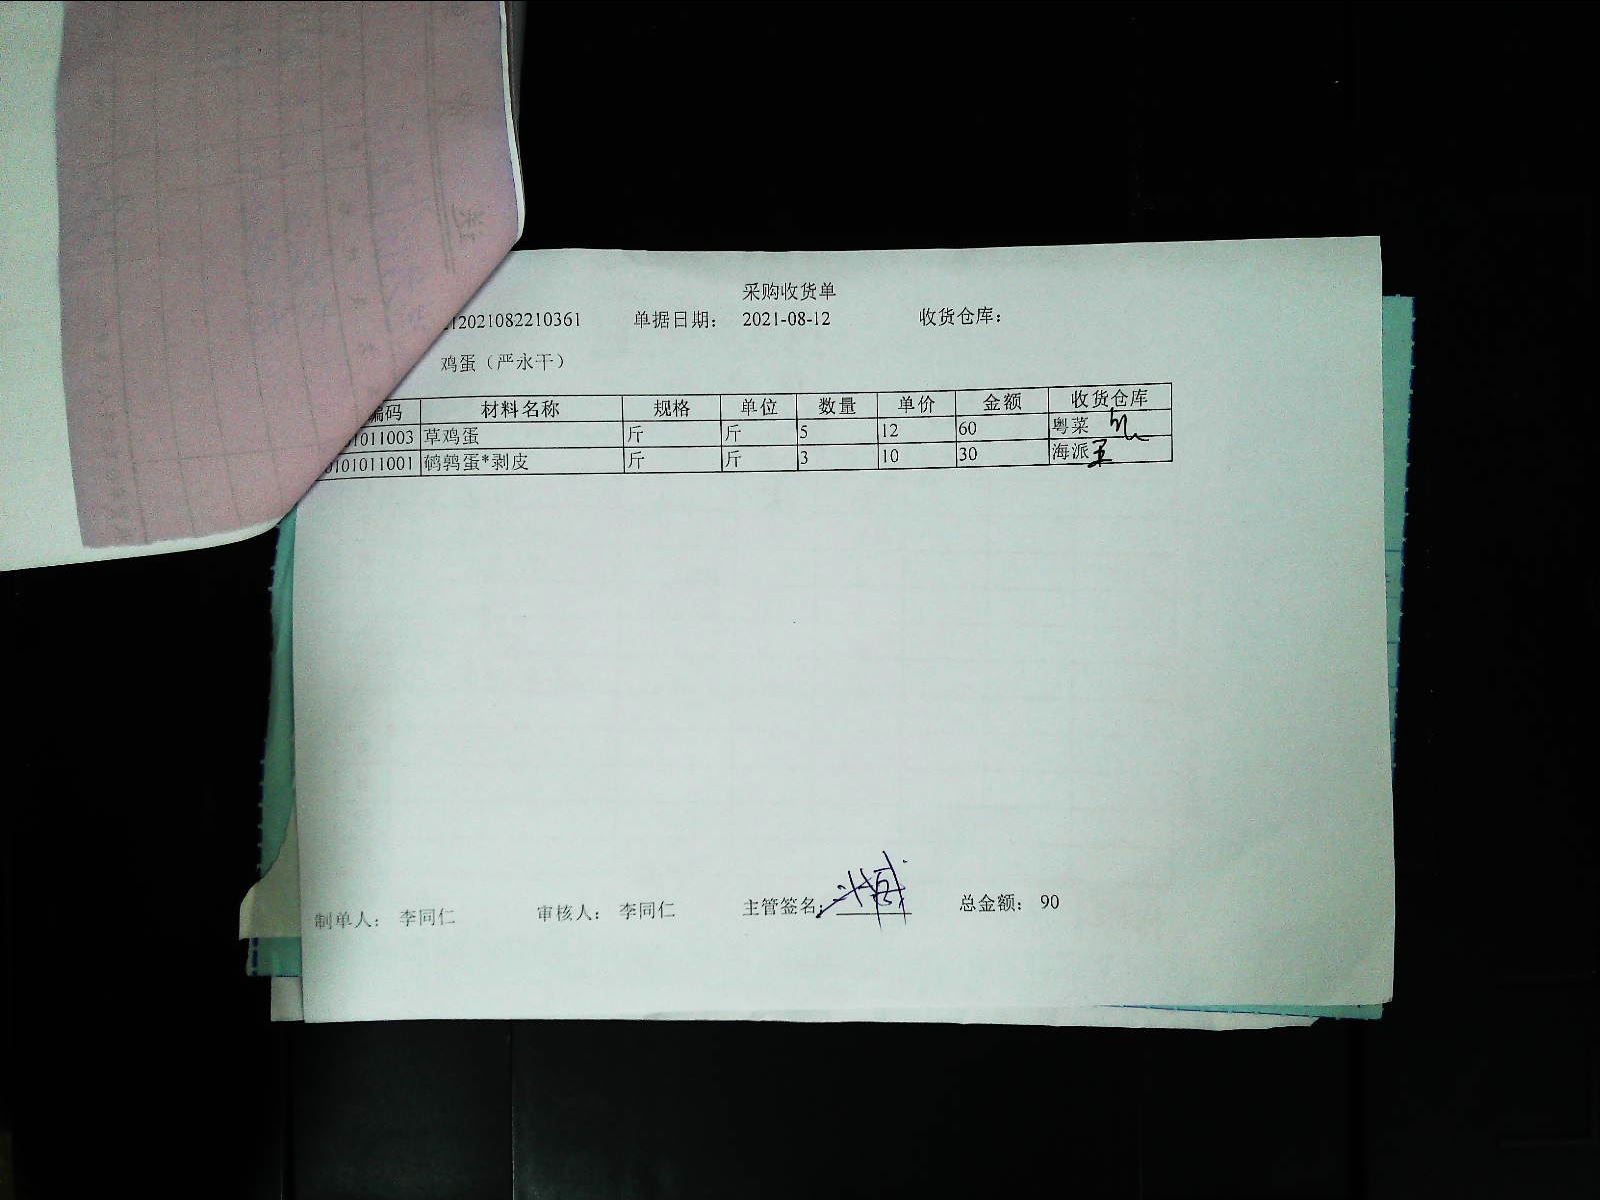 采购收货单
12021082210361 单据日期： 2021-08-12 收货仓库：
鸡蛋（严永干）
编码 材料名称 规格 单位 数量 单价 金额 收货仓库
01011003 草鸡蛋 斤 斤 5 12 60 粤菜
0101011001 鹌鹑蛋*剥皮 斤 斤 3 10 30 海派
制单人： 李同仁 审核人： 李同仁 主管签名： 总金额： 90